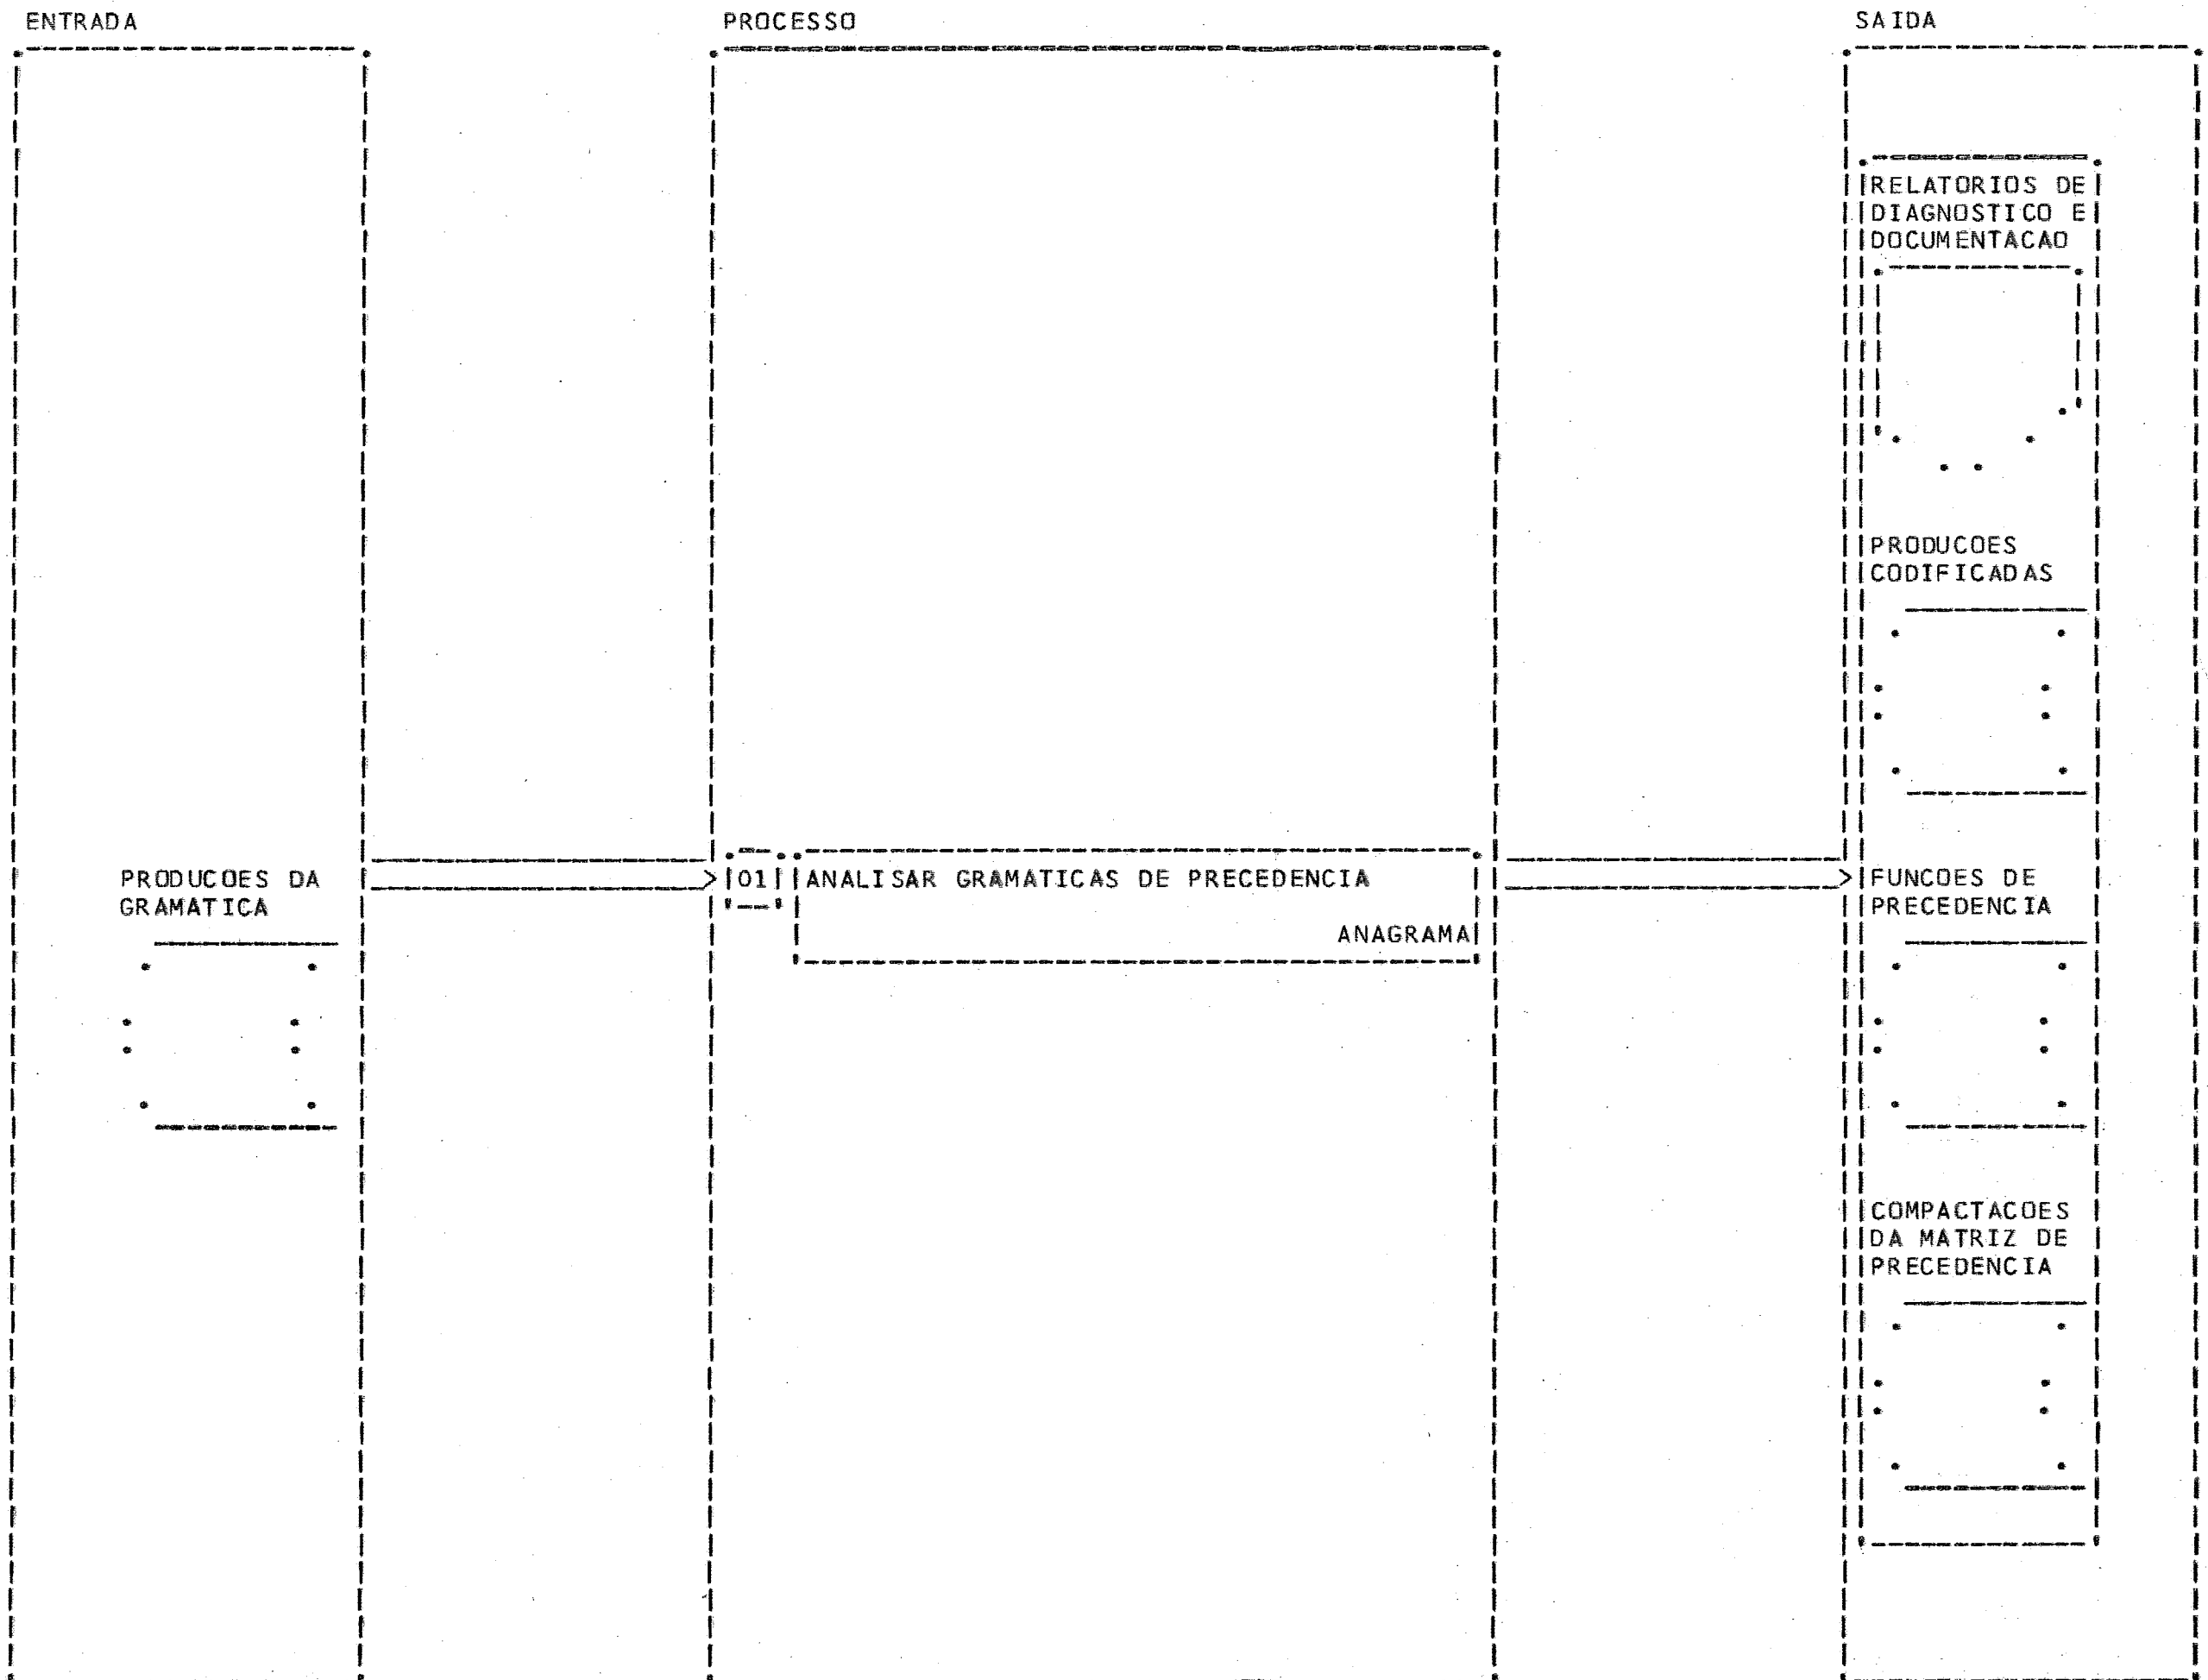 ENTRADA
PROCESSO
SAIDA
RELATORIOS DE
DIAGNOSTICO E
DOCUMENTACAO
PRODUCOES
CODIFICADAS
PRODUCOES DA
GRAMATICA
01
ANALISAR GRAMATICAS DE PRECEDENCIA
ANAGRAMA
FUNCOES DE
PRECEDENCIA
COMPACTACOES
DA MATRIZ DE
PRECEDENCIA